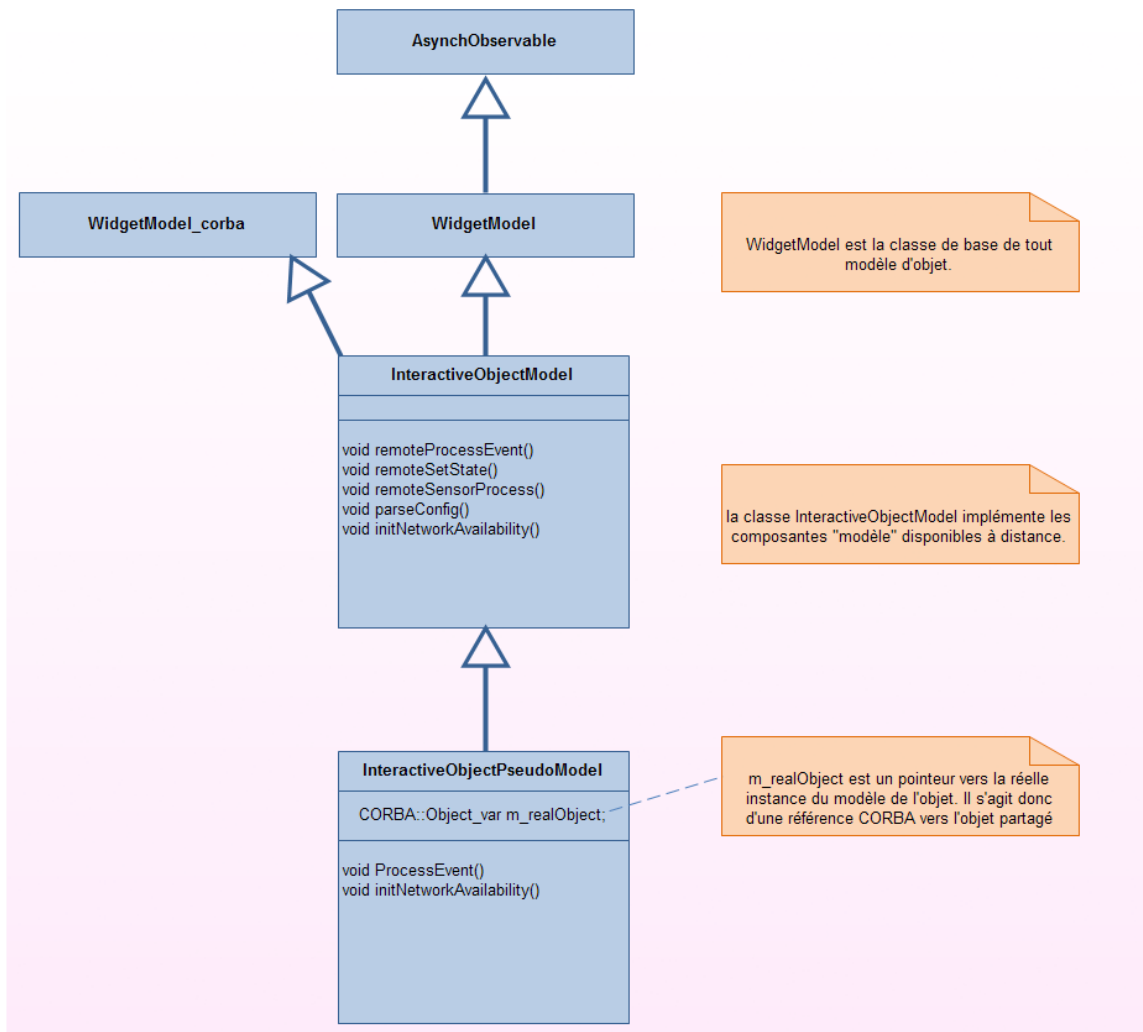 AsynchObservable
WidgetModel_corba
WidgetModel
WidgetModel est la classe de base de tout
modèle d'objet.
InteractiveObjectModel
void remoteProcessEvent()
void remoteSetState()
void remoteSensorProcess()
void parseConfig()
void initNetworkAvailability()
la classe InteractiveObjectModel implémente les
composantes "modèle" disponibles à distance.
InteractiveObjectPseudoModel
CORBA::Object_var m_realObject;
void ProcessEvent()
void initNetworkAvailability()
m_realObject est un pointeur vers la réelle
instance du modèle de l'objet. Il s'agit donc
d'une référence CORBA vers l'objet partagé